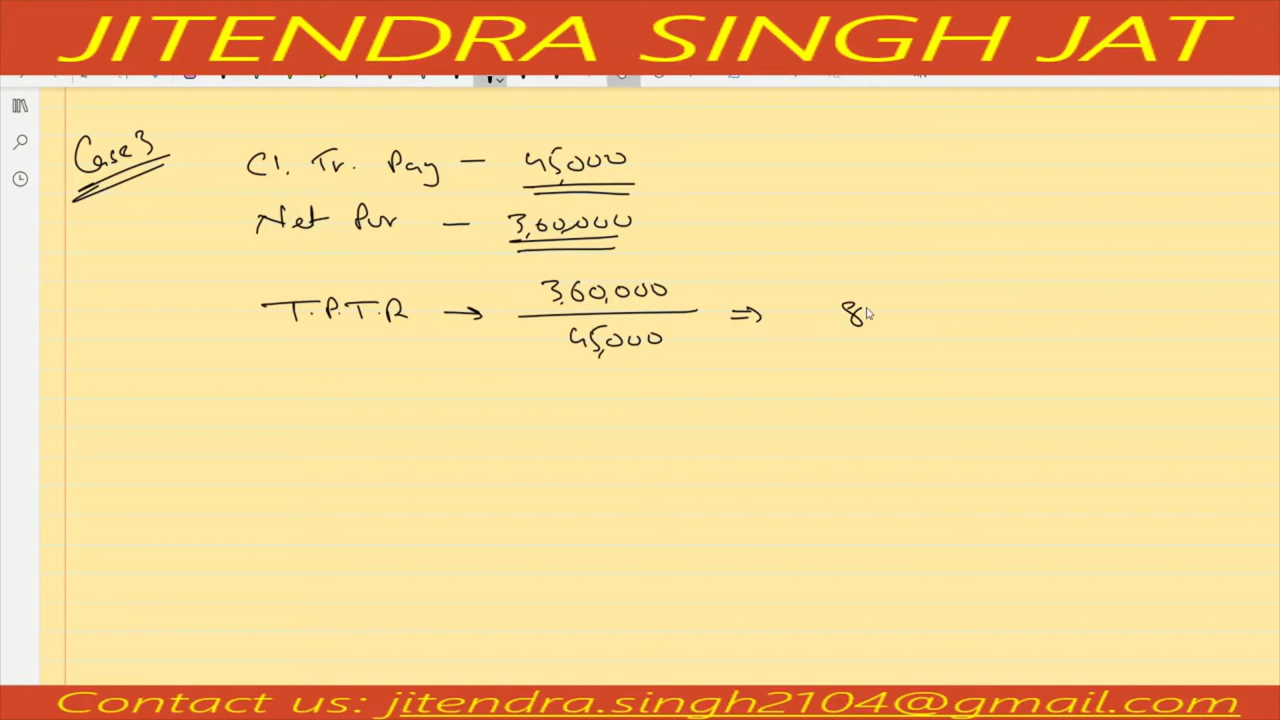 JITENDRA SINGH JAT
Case 3
Cl. Tr. Pay - 45,000
Net Pur - 3,60,000
T.P.T.R → 3,60,000 / 45,000 ⇒ 8
Contact us: jitendra.singh2104@gmail.com